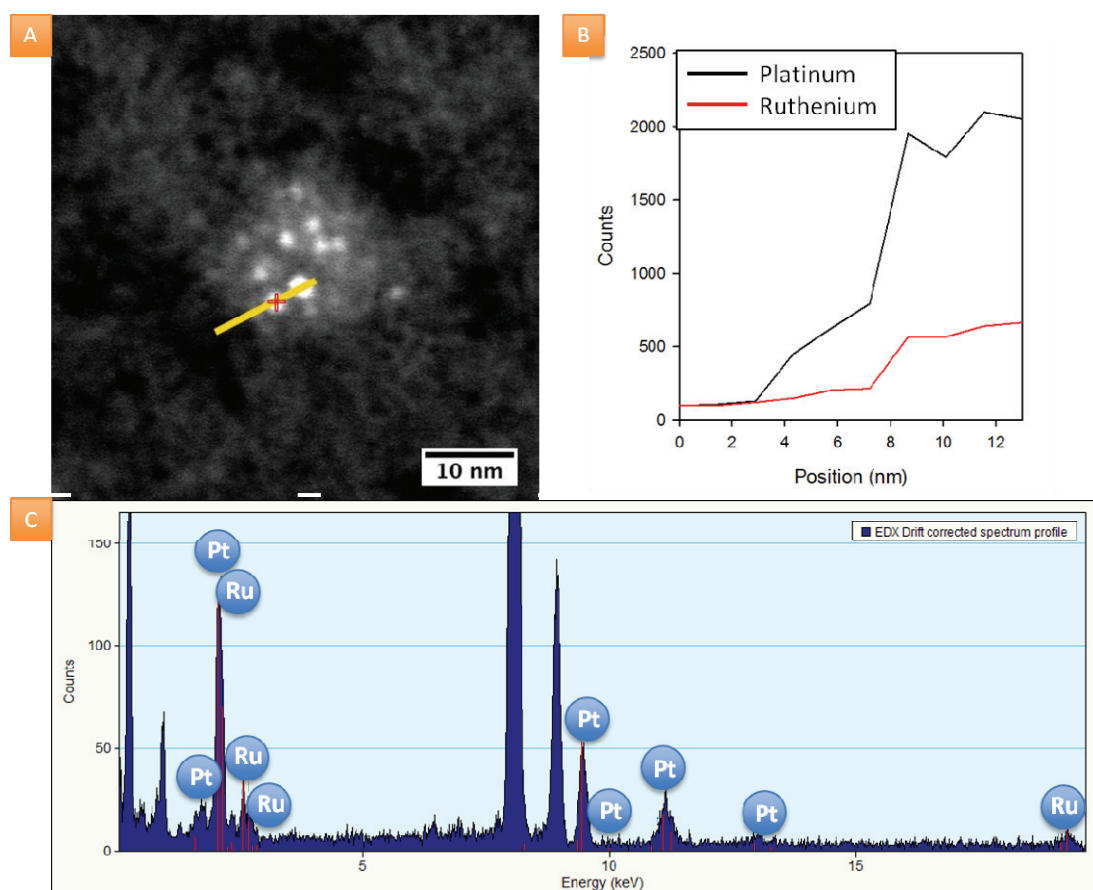 A
10 nm
B
Platinum
Ruthenium
2500
2000
1500
1000
500
0
Counts
0 2 4 6 8 10 12
Position (nm)
C
EDX Drift corrected spectrum profile
150
100
50
0
Counts
Pt
Ru
Pt
Ru
Ru
Pt
Pt
Pt
Pt
Ru
5 10 15
Energy (keV)